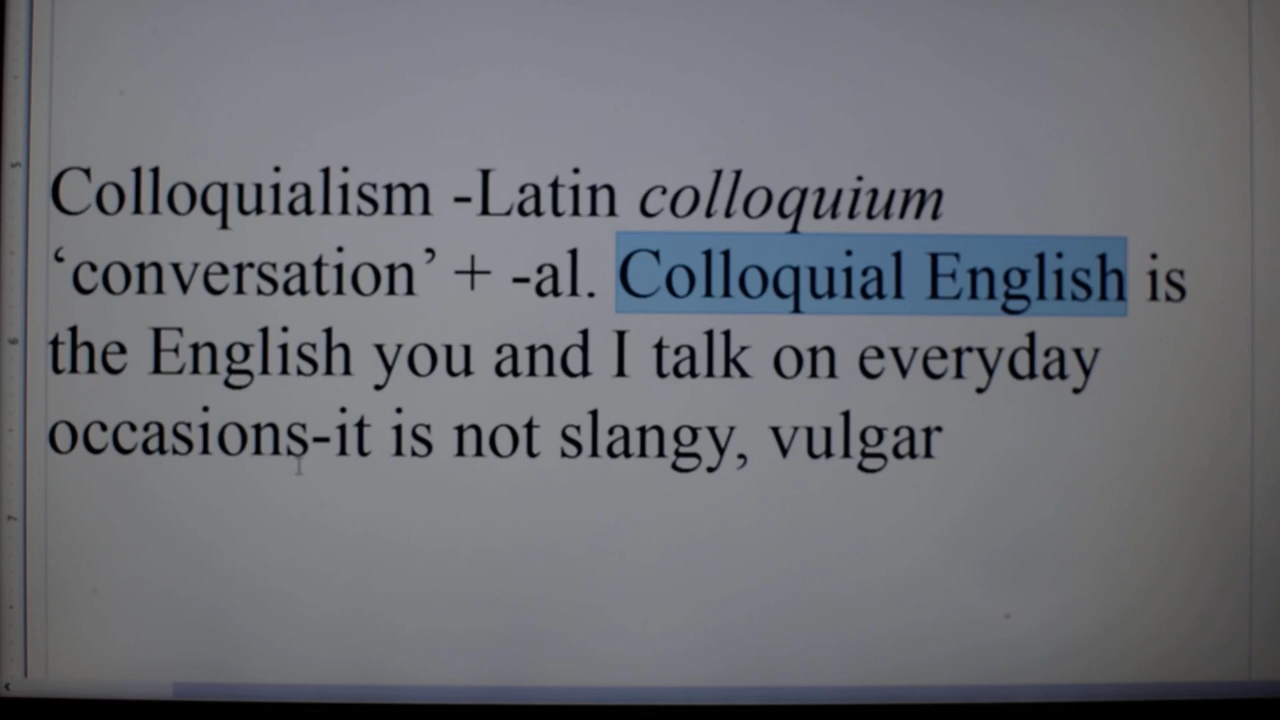 Colloquialism -Latin colloquium
‘conversation’ + -al. Colloquial English is
the English you and I talk on everyday
occasions-it is not slangy, vulgar